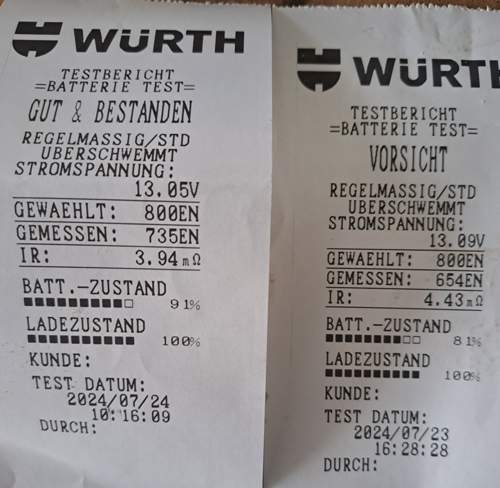 WÜRTH
TESTBERICHT
=BATTERIE TEST=
GUT & BESTANDEN
REGELMASSIG/STD
UBERSCHWEMMT
STROMSPANNUNG:
13.05V
GEWAEHLT: 800EN
GEMESSEN: 735EN
IR: 3.94mΩ
BATT.-ZUSTAND
91%
LADEZUSTAND
100%
KUNDE:
TEST DATUM:
2024/07/24
10:16:09
DURCH:
WÜRTH
TESTBERICHT
=BATTERIE TEST=
VORSICHT
REGELMASSIG/STD
UBERSCHWEMMT
STROMSPANNUNG:
13.09V
GEWAEHLT: 800EN
GEMESSEN: 654EN
IR: 4.43mΩ
BATT.-ZUSTAND
81%
LADEZUSTAND
100%
KUNDE:
TEST DATUM:
2024/07/23
16:28:28
DURCH: